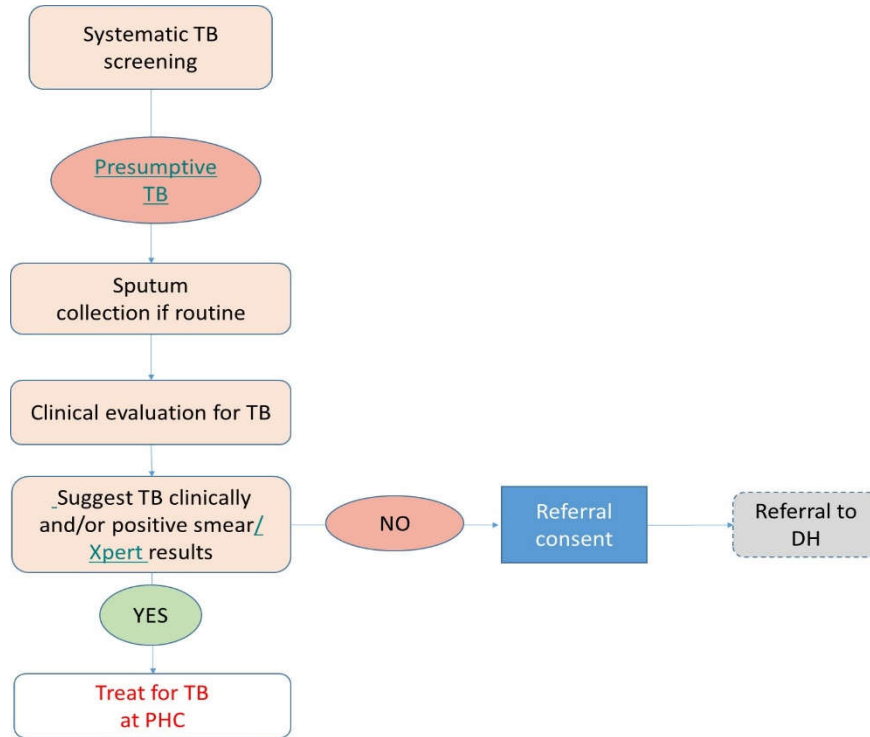 Systematic TB
screening
Presumptive
TB
Sputum
collection if routine
Clinical evaluation for TB
Suggest TB clinically
and/or positive smear/
Xpert results
NO
Referral
consent
Referral to
DH
YES
Treat for TB
at PHC